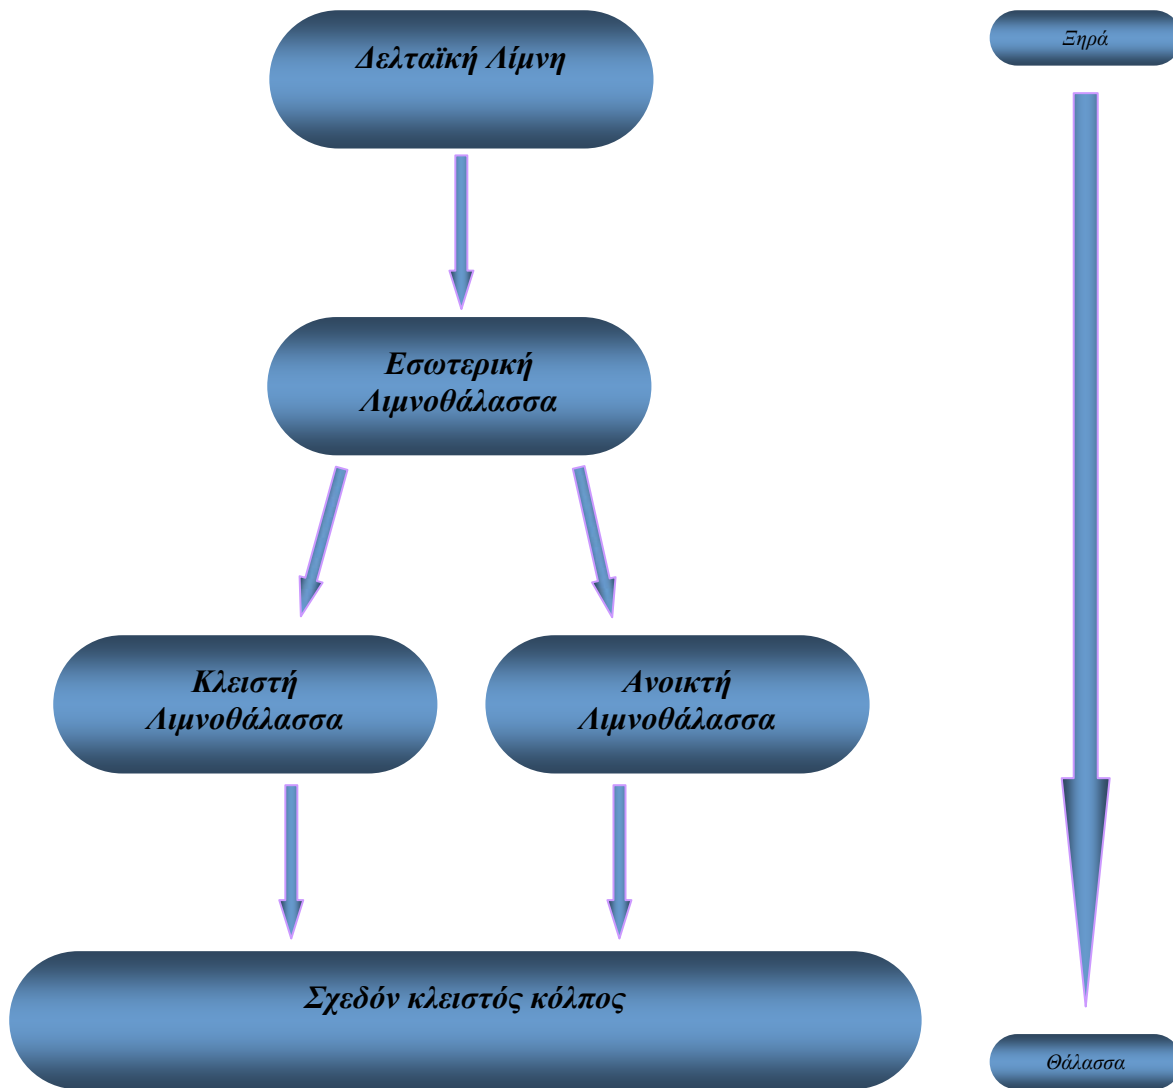 Δελταϊκή Λίμνη
Ξηρά
Εσωτερική
Λιμνοθάλασσα
Κλειστή
Λιμνοθάλασσα
Ανοικτή
Λιμνοθάλασσα
Σχεδόν κλειστός κόλπος
Θάλασσα